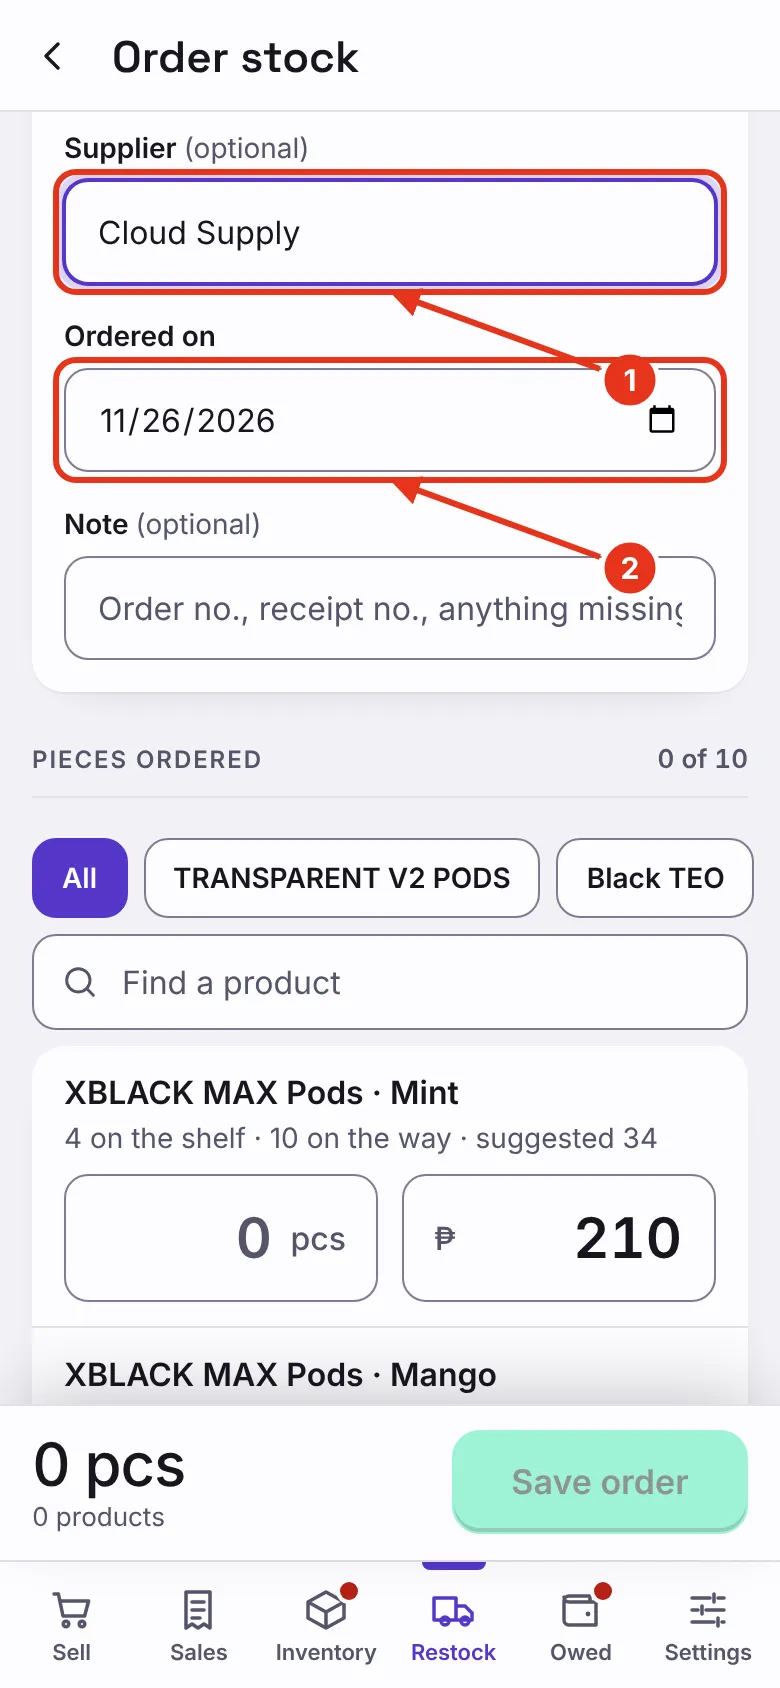 Order stock
Supplier (optional)
Cloud Supply
Ordered on
1
11/26/2026
Note (optional)
2
Order no., receipt no., anything missing
PIECES ORDERED 0 of 10
All TRANSPARENT V2 PODS Black TEO
Find a product
XBLACK MAX Pods · Mint
4 on the shelf · 10 on the way · suggested 34
0 pcs ₱ 210
XBLACK MAX Pods · Mango
0 pcs
0 products
Save order
Sell Sales Inventory Restock Owed Settings